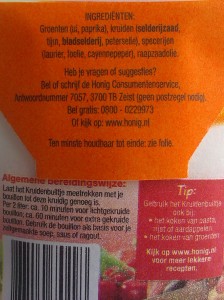 INGREDIËNTEN:
Groenten (ui, paprika), kruiden (selderijzaad,
tijm, bladselderij, peterselie), specerijen
(laurier, foelie, cayennepeper, raapzaadolie).
Heb je vragen of suggesties?
Bel of schrijf de Honig Consumentenservice,
Antwoordnummer 7057, 3700 TB Zeist (geen postzegel nodig).
Bel gratis: 0800 - 0229973
Of kijk op: www.honig.nl
Ten minste houdbaar tot einde: zie folie.
Algemene bereidingswijze:
Laat het Kruidenbuiltje meetrekken met je
bouillon tot deze kruidig genoeg is.
Per 2 liter: ca. 10 minuten voor lichtgekruide
bouillon, ca. 60 minuten voor extra gekruide
bouillon. Gebruik de bouillon als basis voor je
zelfgemaakte soep, saus of ragout.
Tip:
Gebruik het Kruidenbuiltje
ook bij:
• het koken van pasta,
rijst of aardappelen
• het koken van groenten
Kijk op www.honig.nl
voor meer lekkere
recepten.